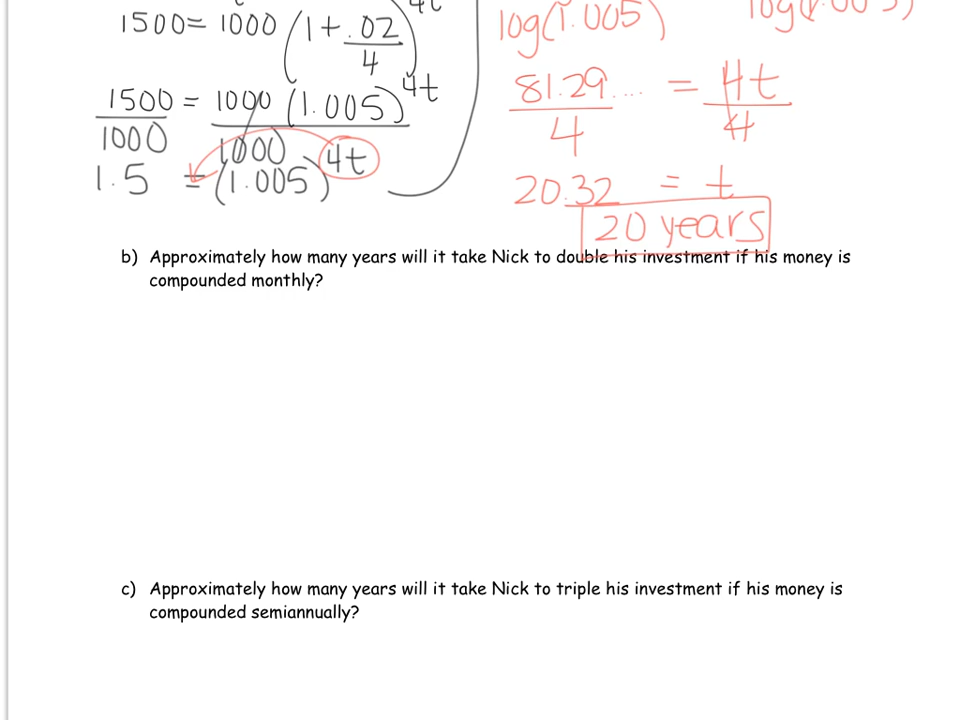 4t
1500 = 1000 (1 + .02/4)
1500/1000 = 1000 (1.005)^4t/1000
1.5 = (1.005)^4t
log(1.005)
81.29.../4 = 4t/4
20.32 = t
20 years
b) Approximately how many years will it take Nick to double his investment if his money is
compounded monthly?
c) Approximately how many years will it take Nick to triple his investment if his money is
compounded semiannually?